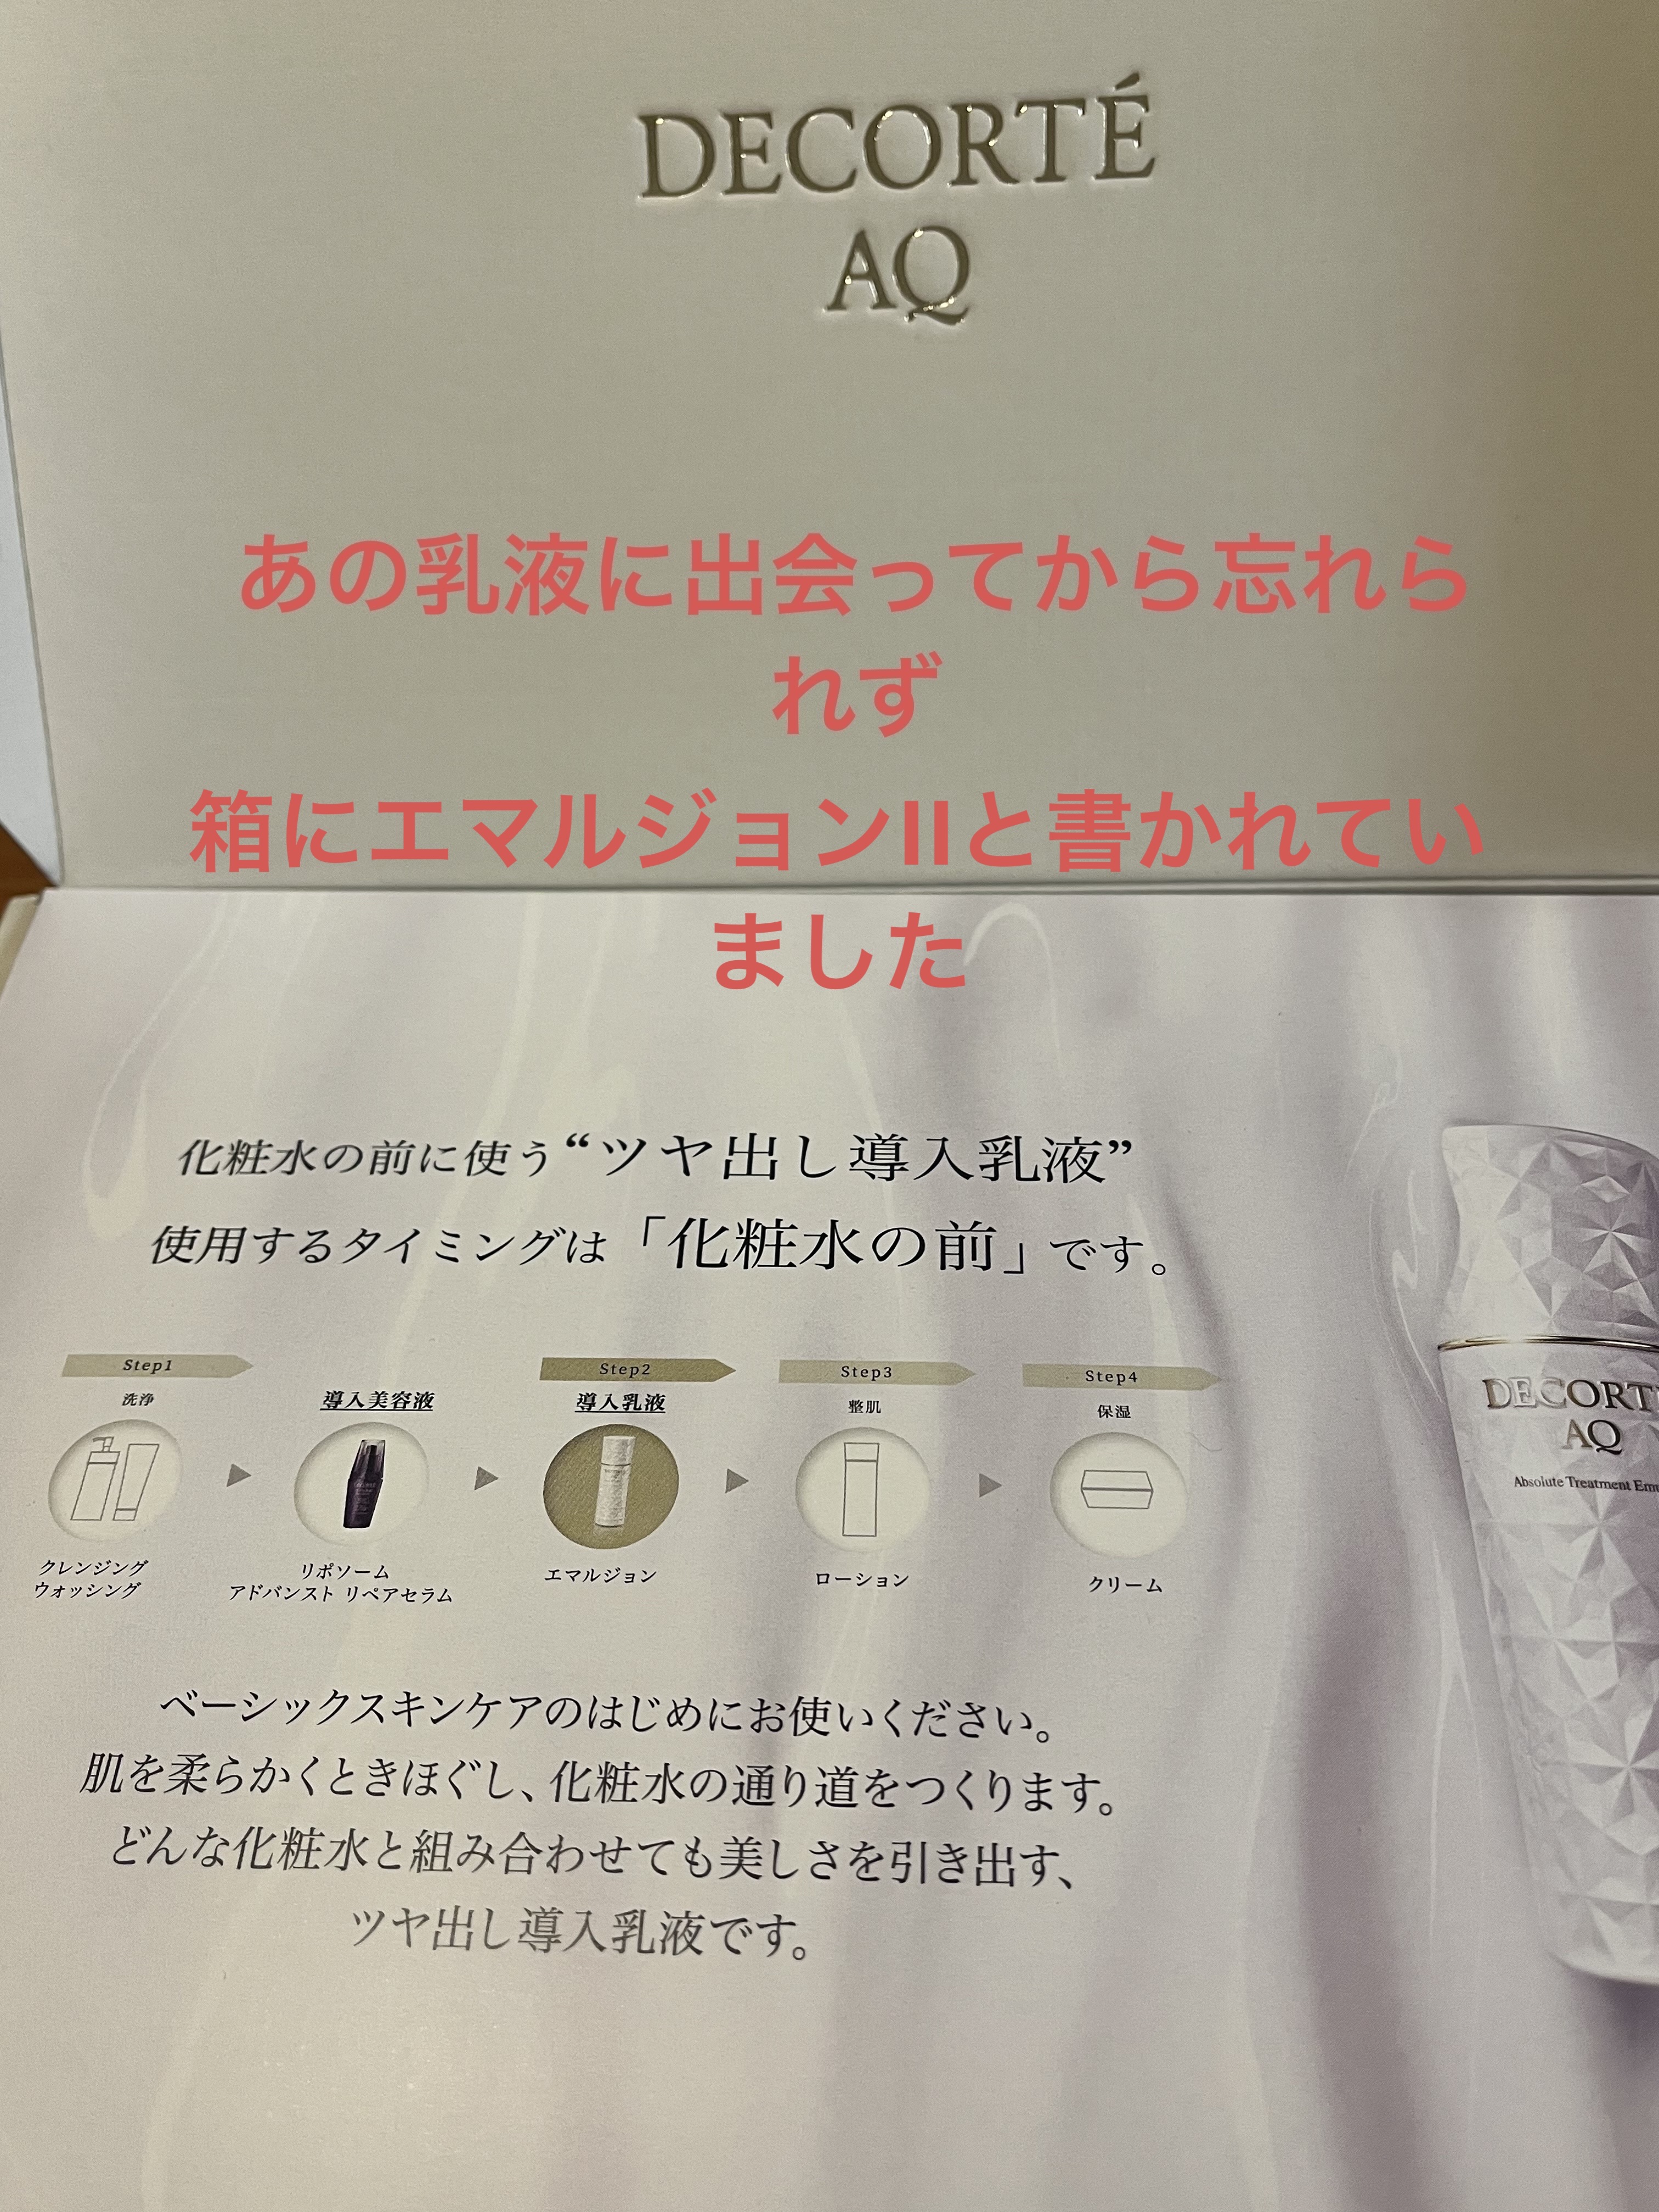 DECORTÉ
AQ
あの乳液に出会ってから忘れら
れず
箱にエマルジョンIIと書かれてい
ました
化粧水の前に使う“ツヤ出し導入乳液”
使用するタイミングは「化粧水の前」です。
Step1
洗浄
クレンジング
ウォッシング
導入美容液
リポソーム
アドバンスト リペアセラム
Step2
導入乳液
エマルジョン
Step3
整肌
ローション
Step4
保湿
クリーム
ベーシックスキンケアのはじめにお使いください。
肌を柔らかくときほぐし、化粧水の通り道をつくります。
どんな化粧水と組み合わせても美しさを引き出す、
ツヤ出し導入乳液です。
DECORT
AQ
Absolute Treatment